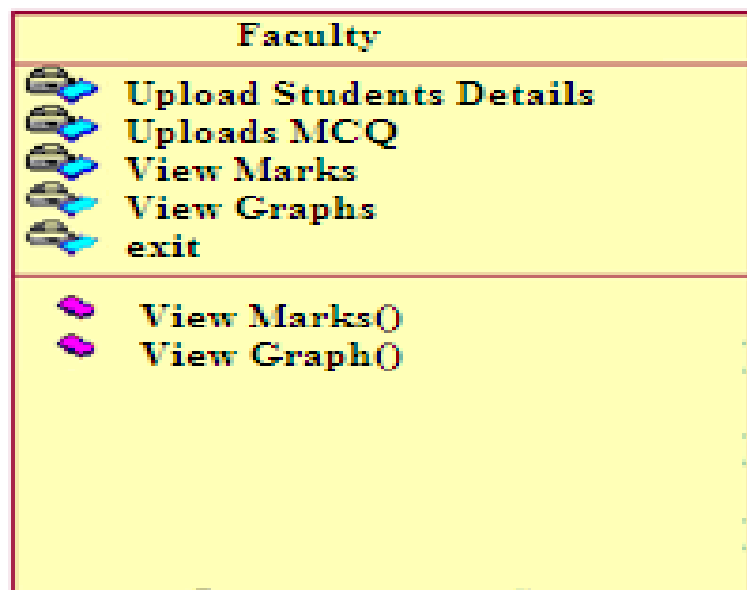 Faculty
Upload Students Details
Uploads MCQ
View Marks
View Graphs
exit
View Marks()
View Graph()